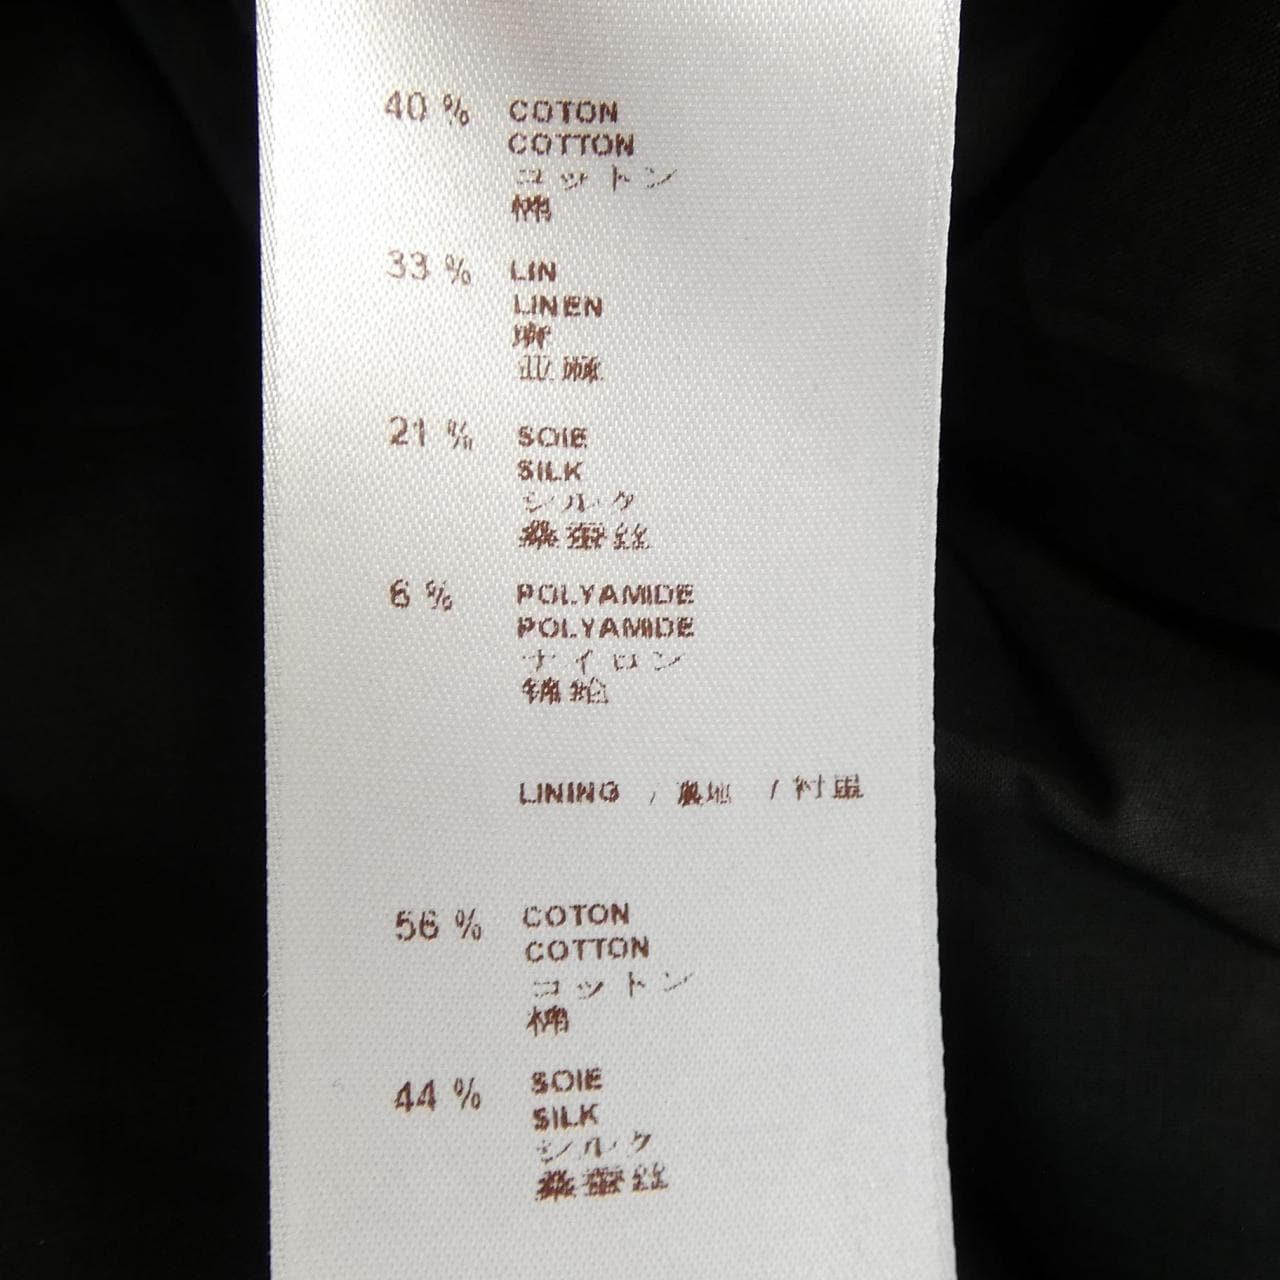 40 % COTON
COTTON
コットン
棉
33 % LIN
LINEN
麻
亚麻
21 % SOIE
SILK
シルク
桑蚕丝
6 % POLYAMIDE
POLYAMIDE
ナイロン
锦纶
LINING / 裏地 / 衬里
56 % COTON
COTTON
コットン
棉
44 % SOIE
SILK
シルク
桑蚕丝